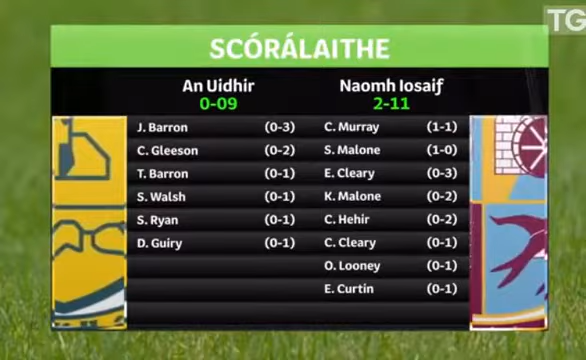 TG
SCÓRÁLAITHE
An Uidhir
0-09
Naomh Iosaif
2-11
J. Barron (0-3)
C. Gleeson (0-2)
T. Barron (0-1)
S. Walsh (0-1)
S. Ryan (0-1)
D. Guiry (0-1)
C. Murray (1-1)
S. Malone (1-0)
E. Cleary (0-3)
K. Malone (0-2)
C. Hehir (0-2)
C. Cleary (0-1)
O. Looney (0-1)
E. Curtin (0-1)